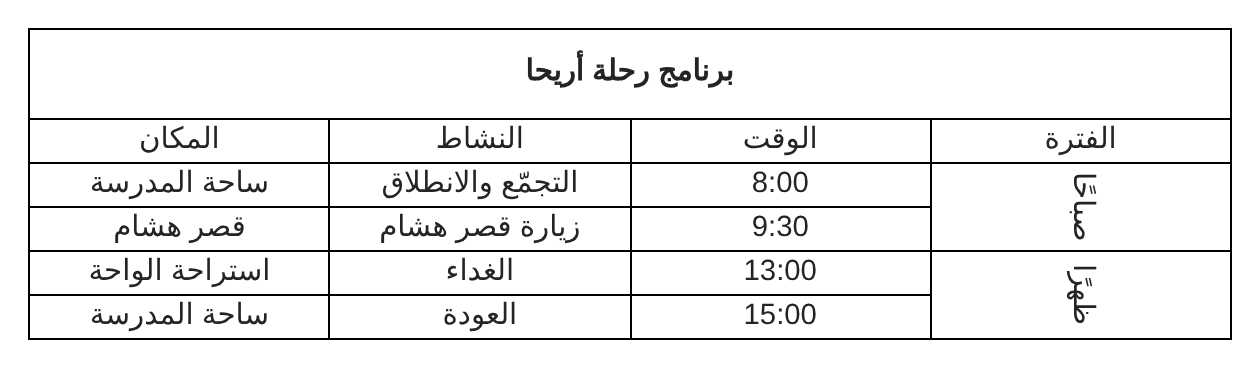 برنامج رحلة أريحا
الفترة الوقت النشاط المكان
صباحًا 8:00 التجمّع والانطلاق ساحة المدرسة
9:30 زيارة قصر هشام قصر هشام
ظهرًا 13:00 الغداء استراحة الواحة
15:00 العودة ساحة المدرسة